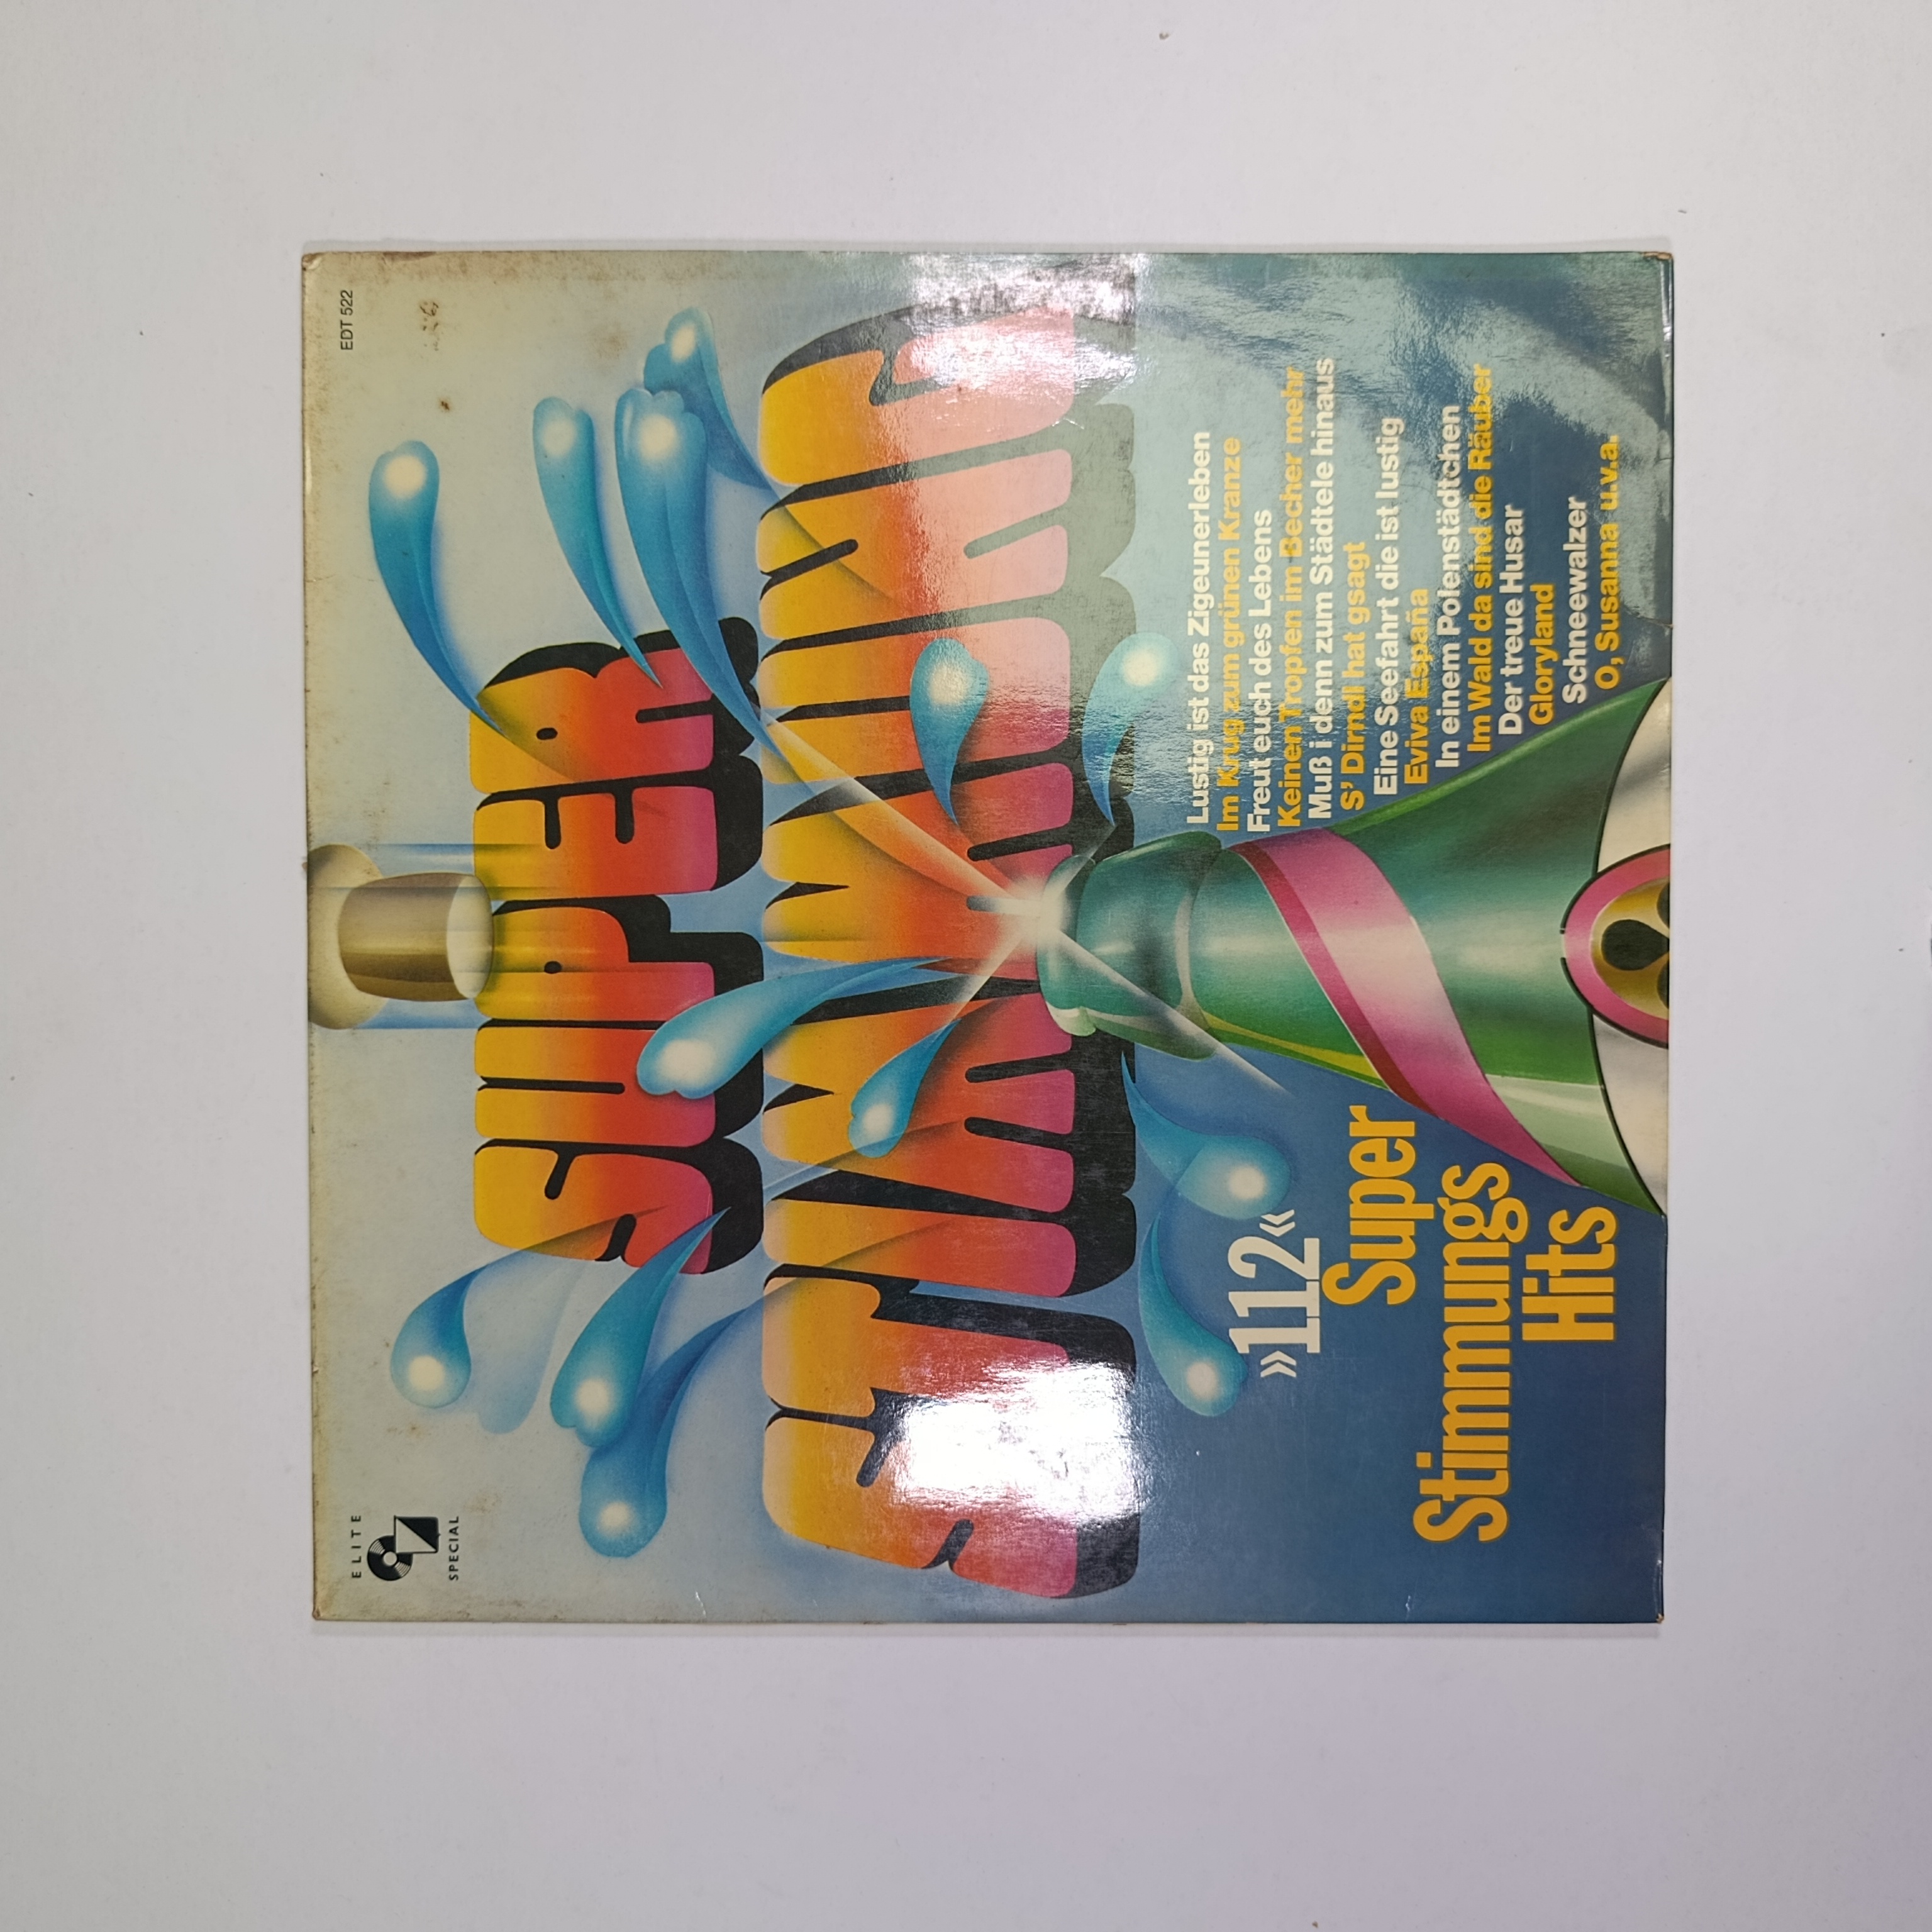 ELITE
SPECIAL
EDT 522
SUPER
STIMMUNG
»112«
Super
Stimmungs
Hits
Lustig ist das Zigeunerleben
Im Krug zum grünen Kranze
Freut euch des Lebens
Keinen Tropfen im Becher mehr
Muß i denn zum Städtele hinaus
S' Dirndl hat gsagt
Eine Seefahrt die ist lustig
Eviva España
In einem Polenstädtchen
Im Wald da sind die Räuber
Der treue Husar
Gloryland
Schneewalzer
O, Susanna u.v.a.